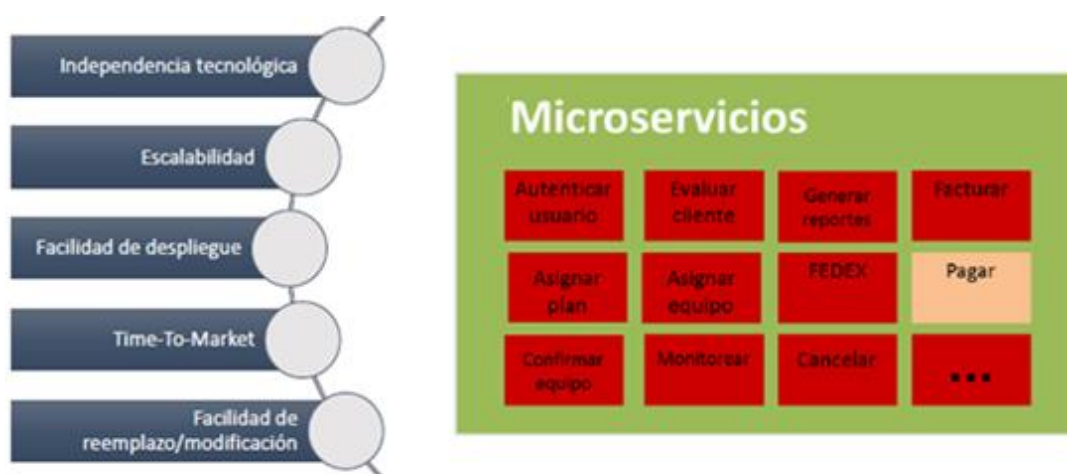 Independencia tecnológica
Escalabilidad
Facilidad de despliegue
Time-To-Market
Facilidad de
reemplazo/modificación
Microservicios
Autenticar
usuario
Evaluar
cliente
Generar
reportes
Facturar
Asignar
plan
Asignar
equipo
FEDEX
Pagar
Confirmar
equipo
Monitorear
Cancelar
...